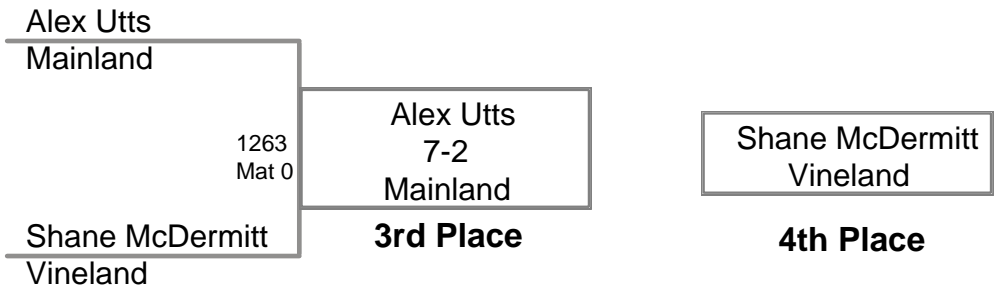 Alex Utts
Mainland
1263
Mat 0
Shane McDermitt
Vineland
Alex Utts
7-2
Mainland
3rd Place
Shane McDermitt
Vineland
4th Place